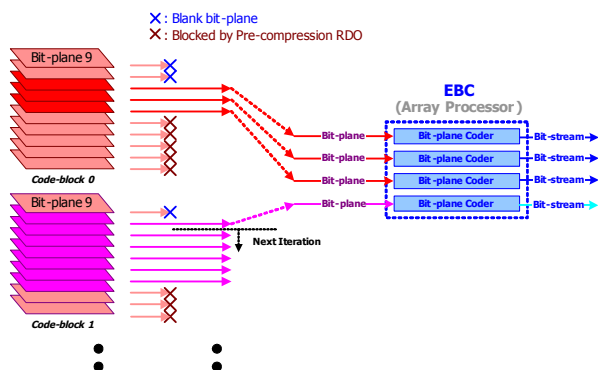 X: Blank bit-plane
X: Blocked by Pre-compression RDO
Bit-plane 9
Code-block 0
EBC
(Array Processor)
Bit-plane Bit-plane Coder Bit-stream
Bit-plane Bit-plane Coder Bit-stream
Bit-plane Bit-plane Coder Bit-stream
Bit-plane Bit-plane Coder Bit-stream
Bit-plane 9
Next Iteration
Code-block 1